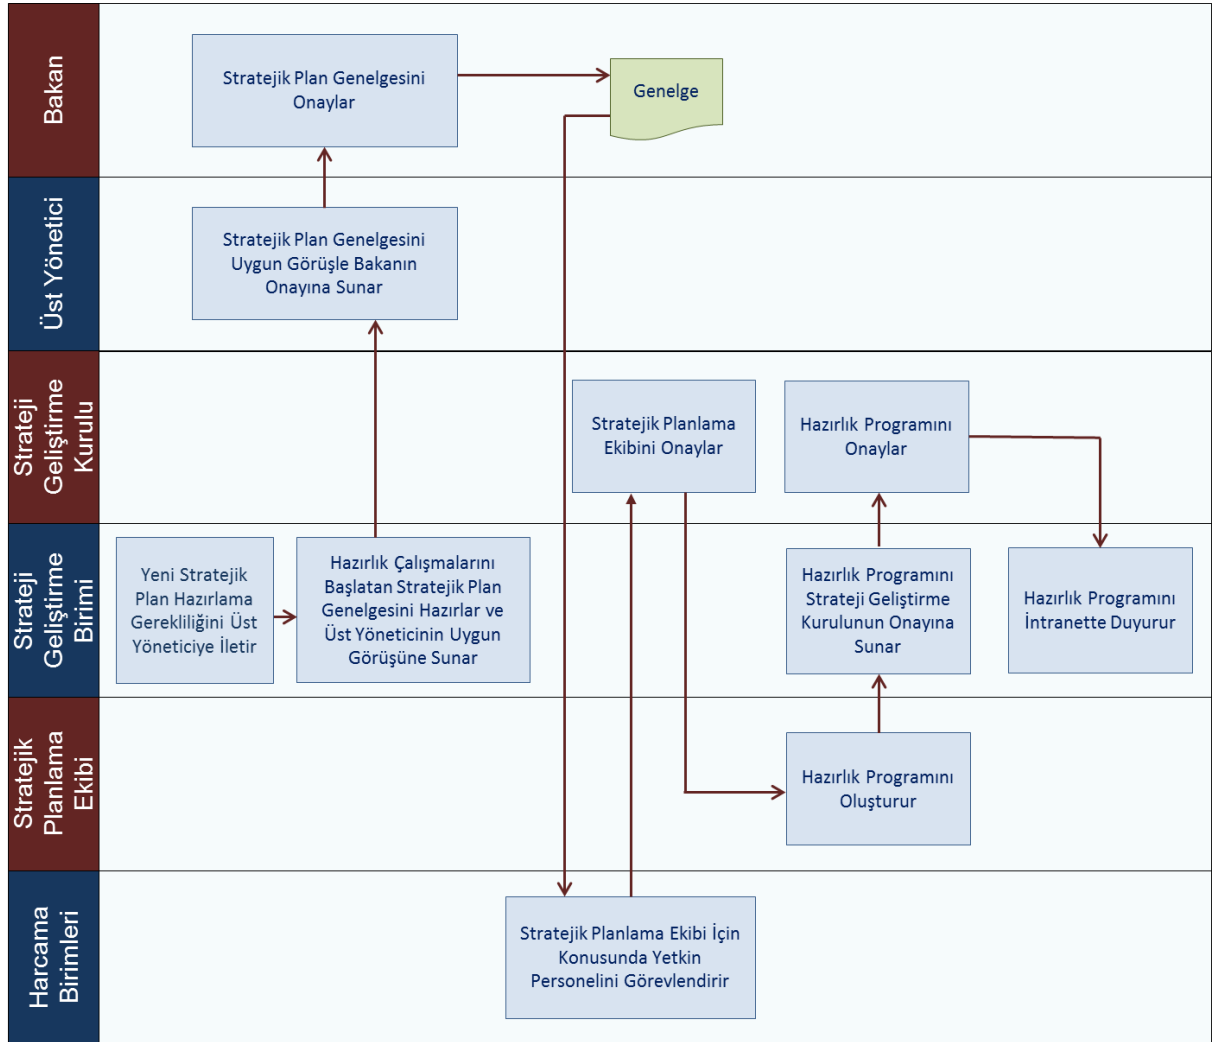 Bakan
Stratejik Plan Genelgesini
Onaylar
Genelge
Üst Yönetici
Stratejik Plan Genelgesini
Uygun Görüşle Bakanın
Onayına Sunar
Strateji
Geliştirme
Kurulu
Stratejik Planlama
Ekibini Onaylar
Hazırlık Programını
Onaylar
Strateji
Geliştirme
Birimi
Yeni Stratejik
Plan Hazırlama
Gerekliliğini Üst
Yöneticiye İletir
Hazırlık Çalışmalarını
Başlatan Stratejik Plan
Genelgesini Hazırlar ve
Üst Yöneticinin Uygun
Görüşüne Sunar
Hazırlık Programını
Strateji Geliştirme
Kurulunun Onayına
Sunar
Hazırlık Programını
İntranette Duyurur
Stratejik
Planlama
Ekibi
Hazırlık Programını
Oluşturur
Harcama
Birimleri
Stratejik Planlama Ekibi İçin
Konusunda Yetkin
Personelini Görevlendirir